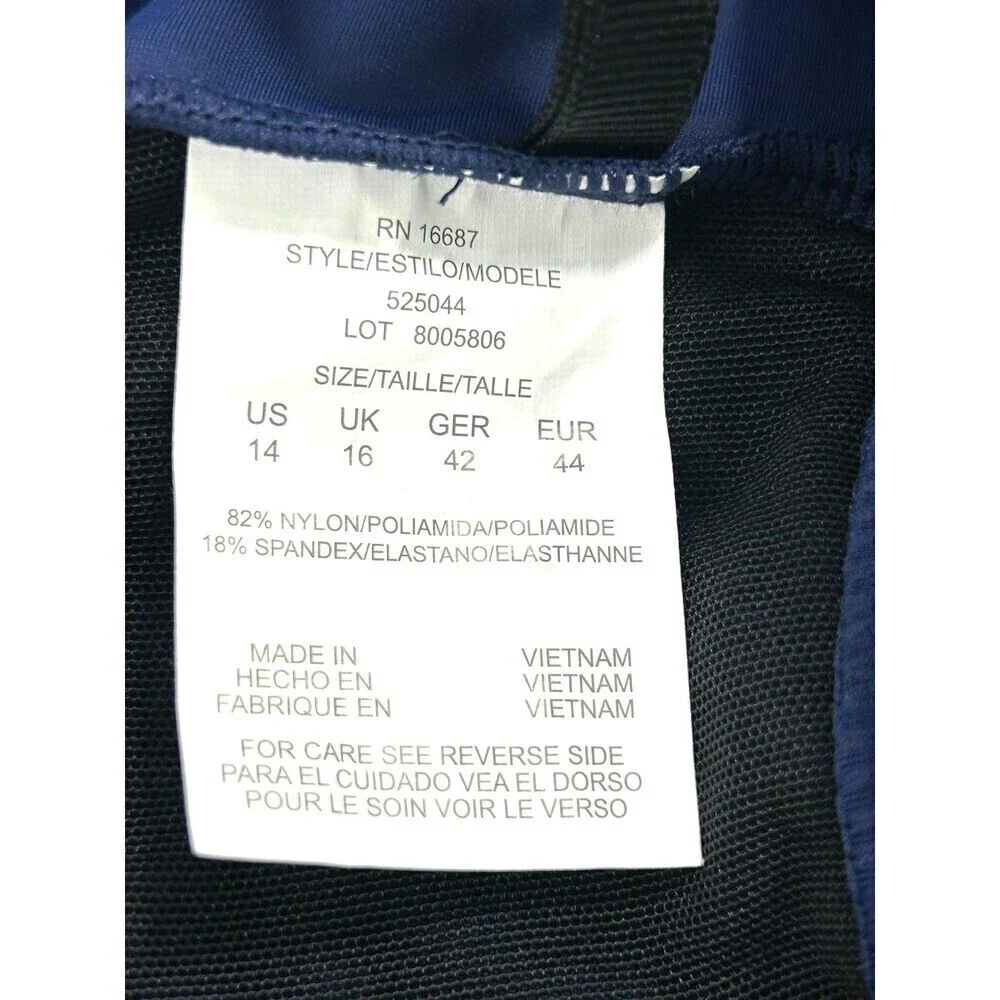 RN 16687
STYLE/ESTILO/MODELE
525044
LOT 8005806
SIZE/TAILLE/TALLE
US UK GER EUR
14 16 42 44
82% NYLON/POLIAMIDA/POLIAMIDE
18% SPANDEX/ELASTANO/ELASTHANNE
MADE IN VIETNAM
HECHO EN VIETNAM
FABRIQUE EN VIETNAM
FOR CARE SEE REVERSE SIDE
PARA EL CUIDADO VEA EL DORSO
POUR LE SOIN VOIR LE VERSO